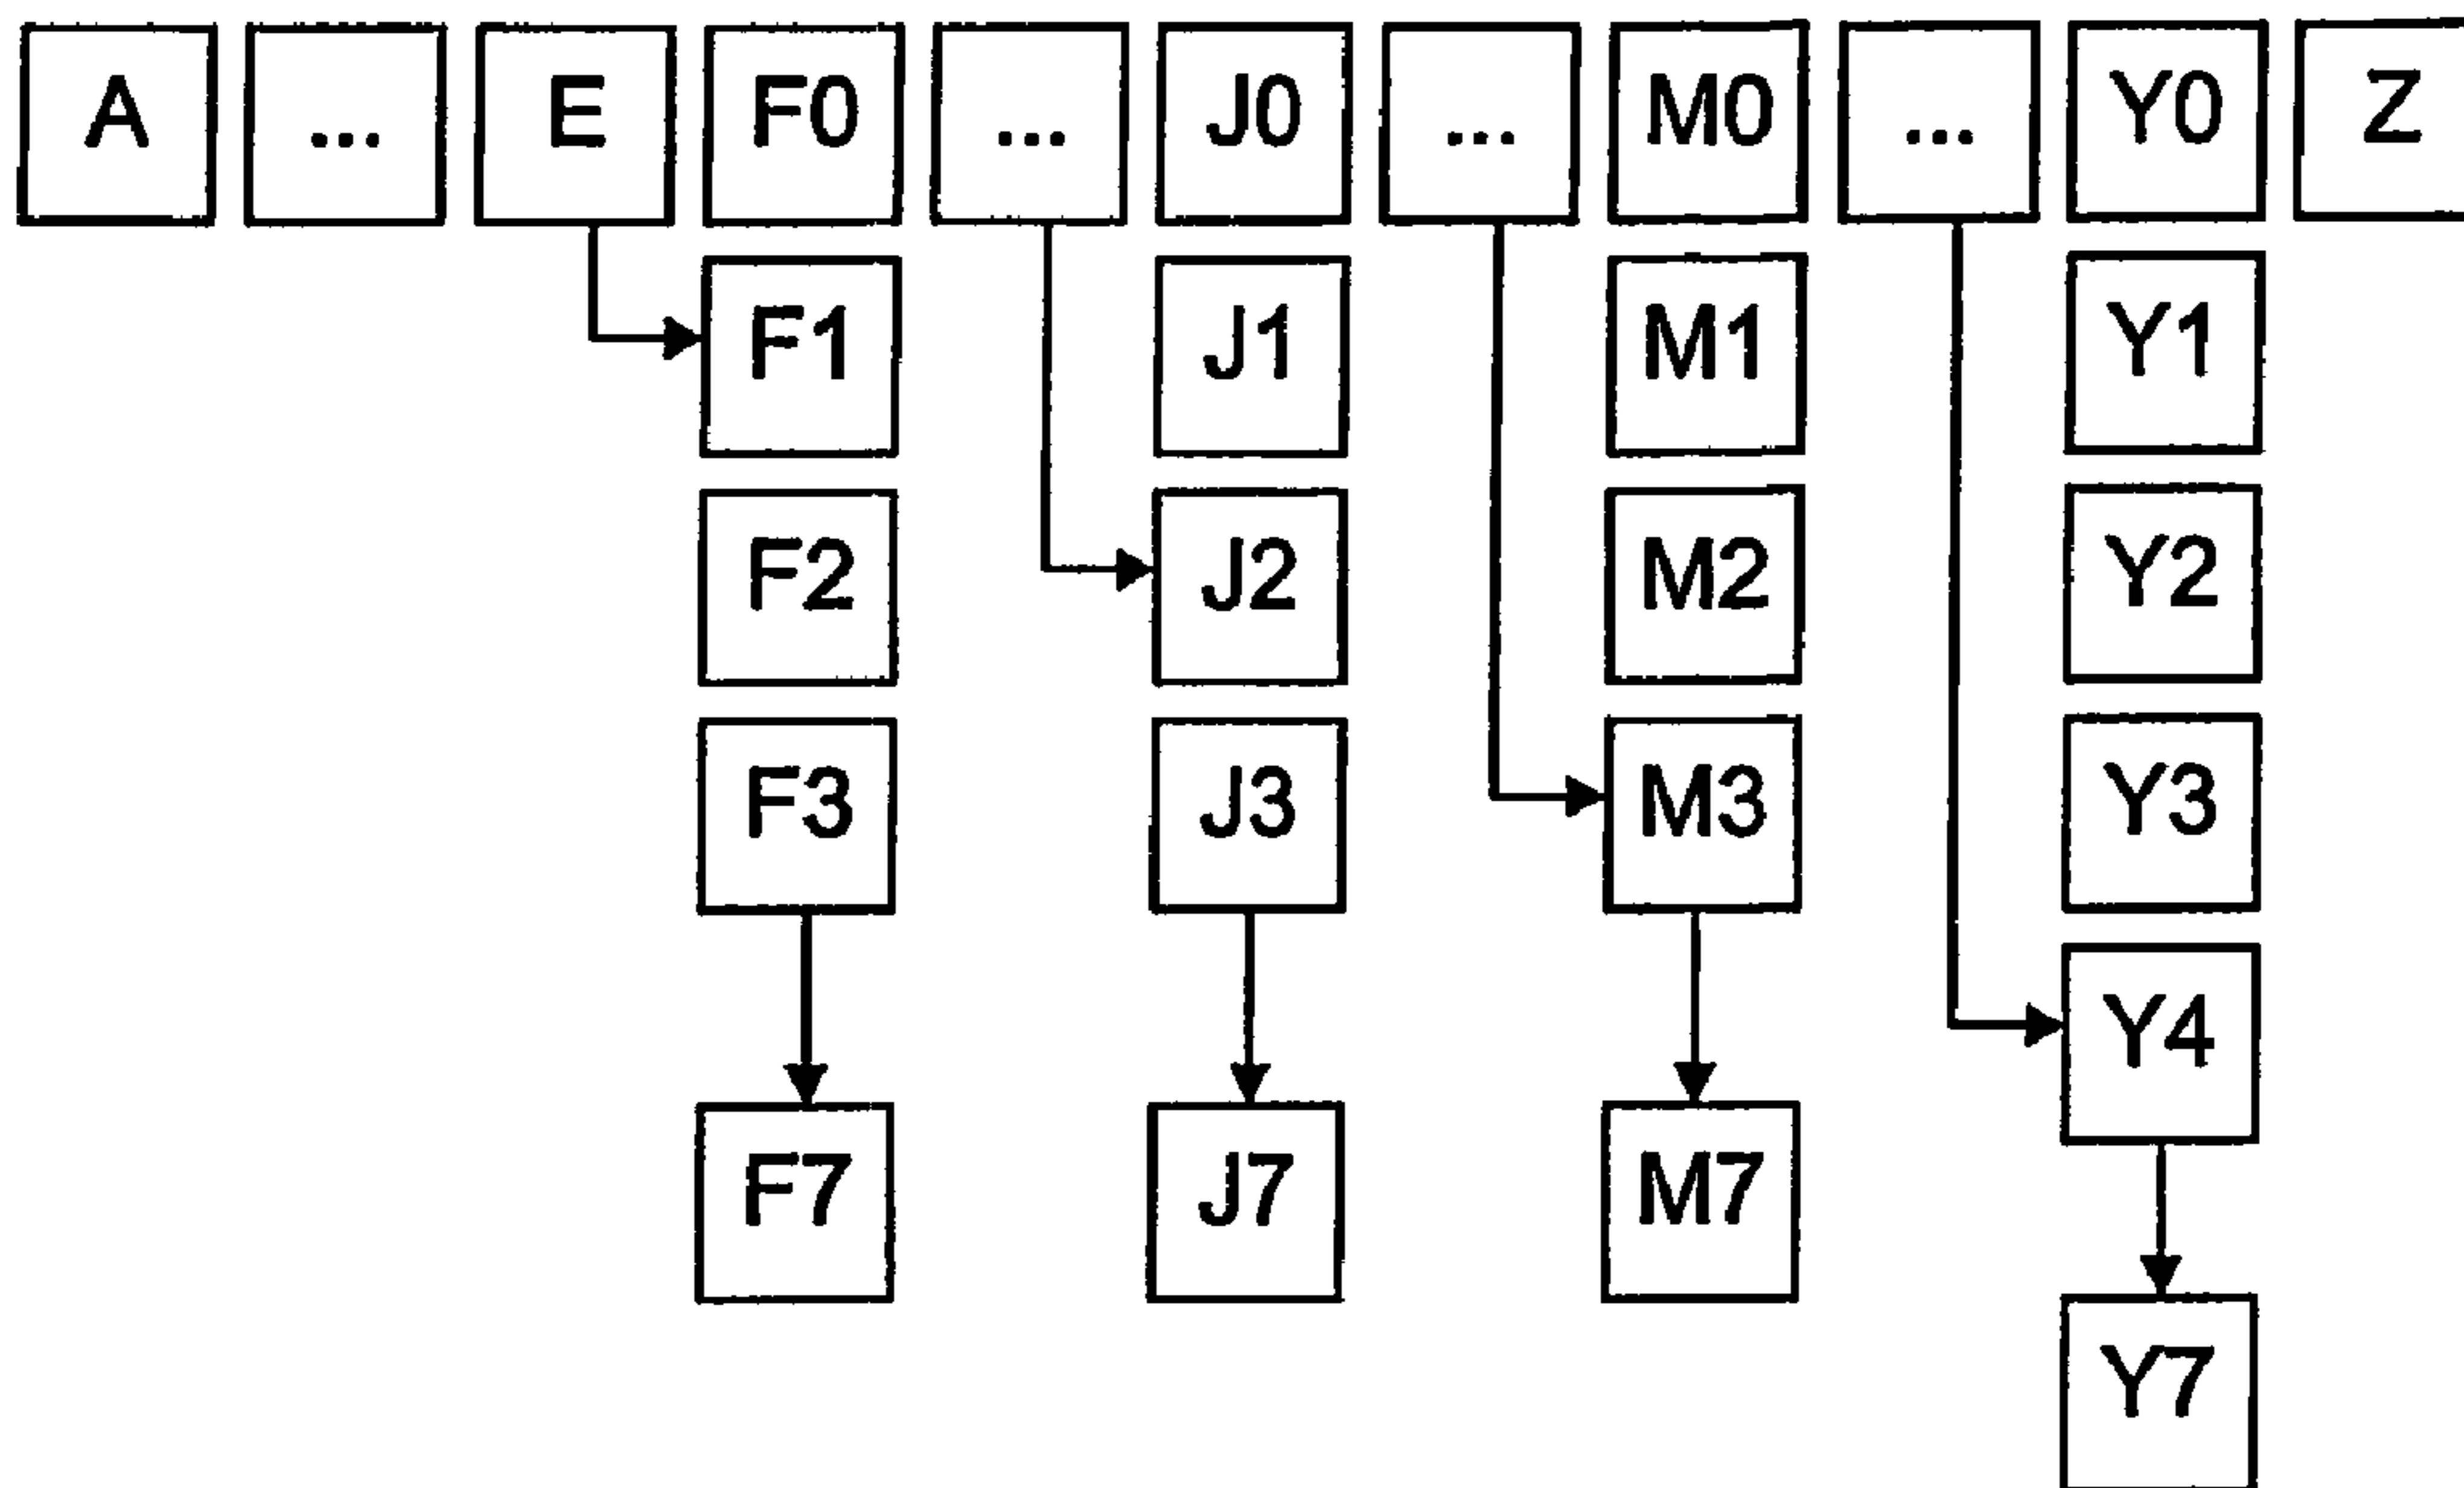 A ... E F0 ... J0 ... M0 ... Y0 Z
F1 J1 M1 Y1
F2 J2 M2 Y2
F3 J3 M3 Y3
Y4
F7 J7 M7
Y7